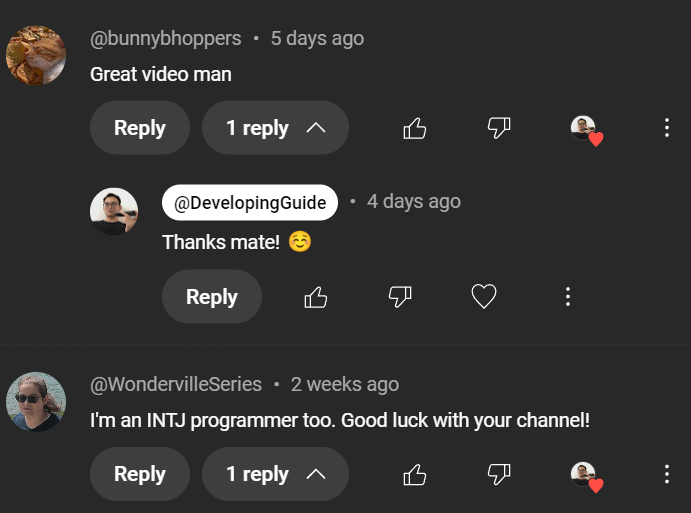 @bunnybhoppers • 5 days ago
Great video man
Reply 1 reply
@DevelopingGuide • 4 days ago
Thanks mate! ☺️
Reply
@WondervilleSeries • 2 weeks ago
I'm an INTJ programmer too. Good luck with your channel!
Reply 1 reply